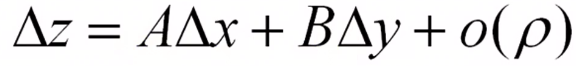 Δz = AΔx + BΔy + o(ρ)